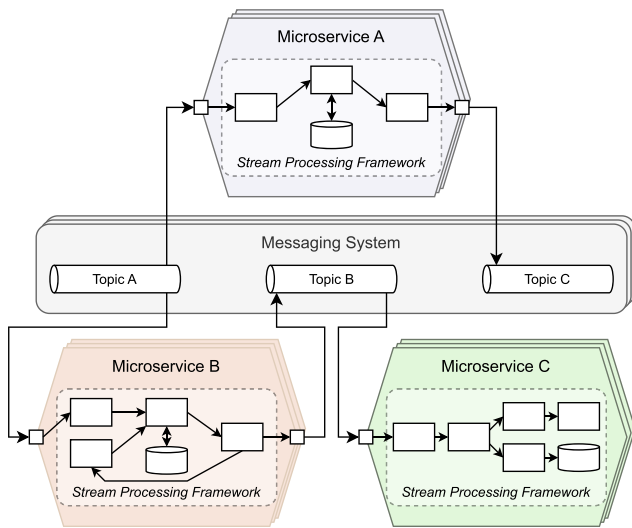 Microservice A
Stream Processing Framework
Messaging System
Topic A
Topic B
Topic C
Microservice B
Stream Processing Framework
Microservice C
Stream Processing Framework